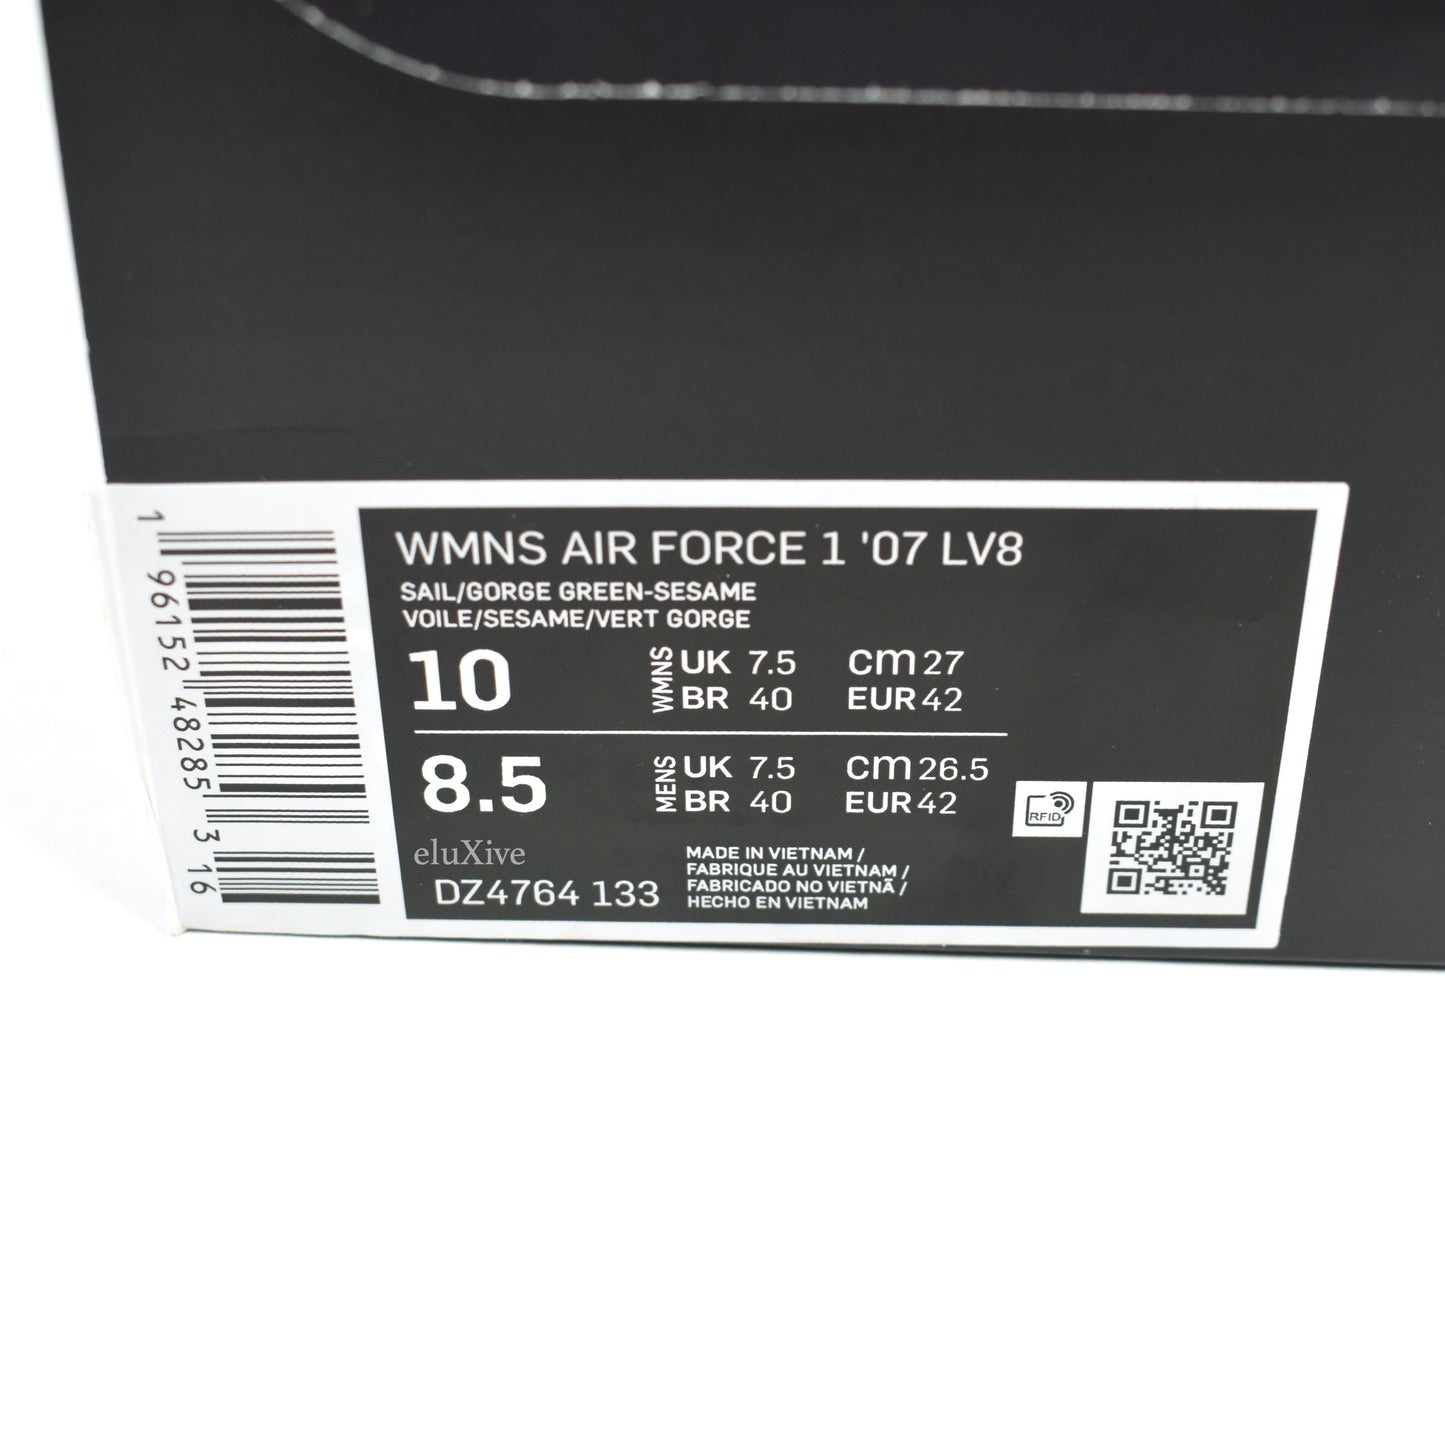 WMNS AIR FORCE 1 '07 LV8
SAIL/GORGE GREEN-SESAME
VOILE/SESAME/VERT GORGE
10 WMNS UK 7.5 cm 27
BR 40 EUR 42
8.5 MENS UK 7.5 cm 26.5
BR 40 EUR 42
RFID
eluXive
DZ4764 133
MADE IN VIETNAM /
FABRIQUE AU VIETNAM /
FABRICADO NO VIETNÃ /
HECHO EN VIETNAM
1 96152 48285 3 16